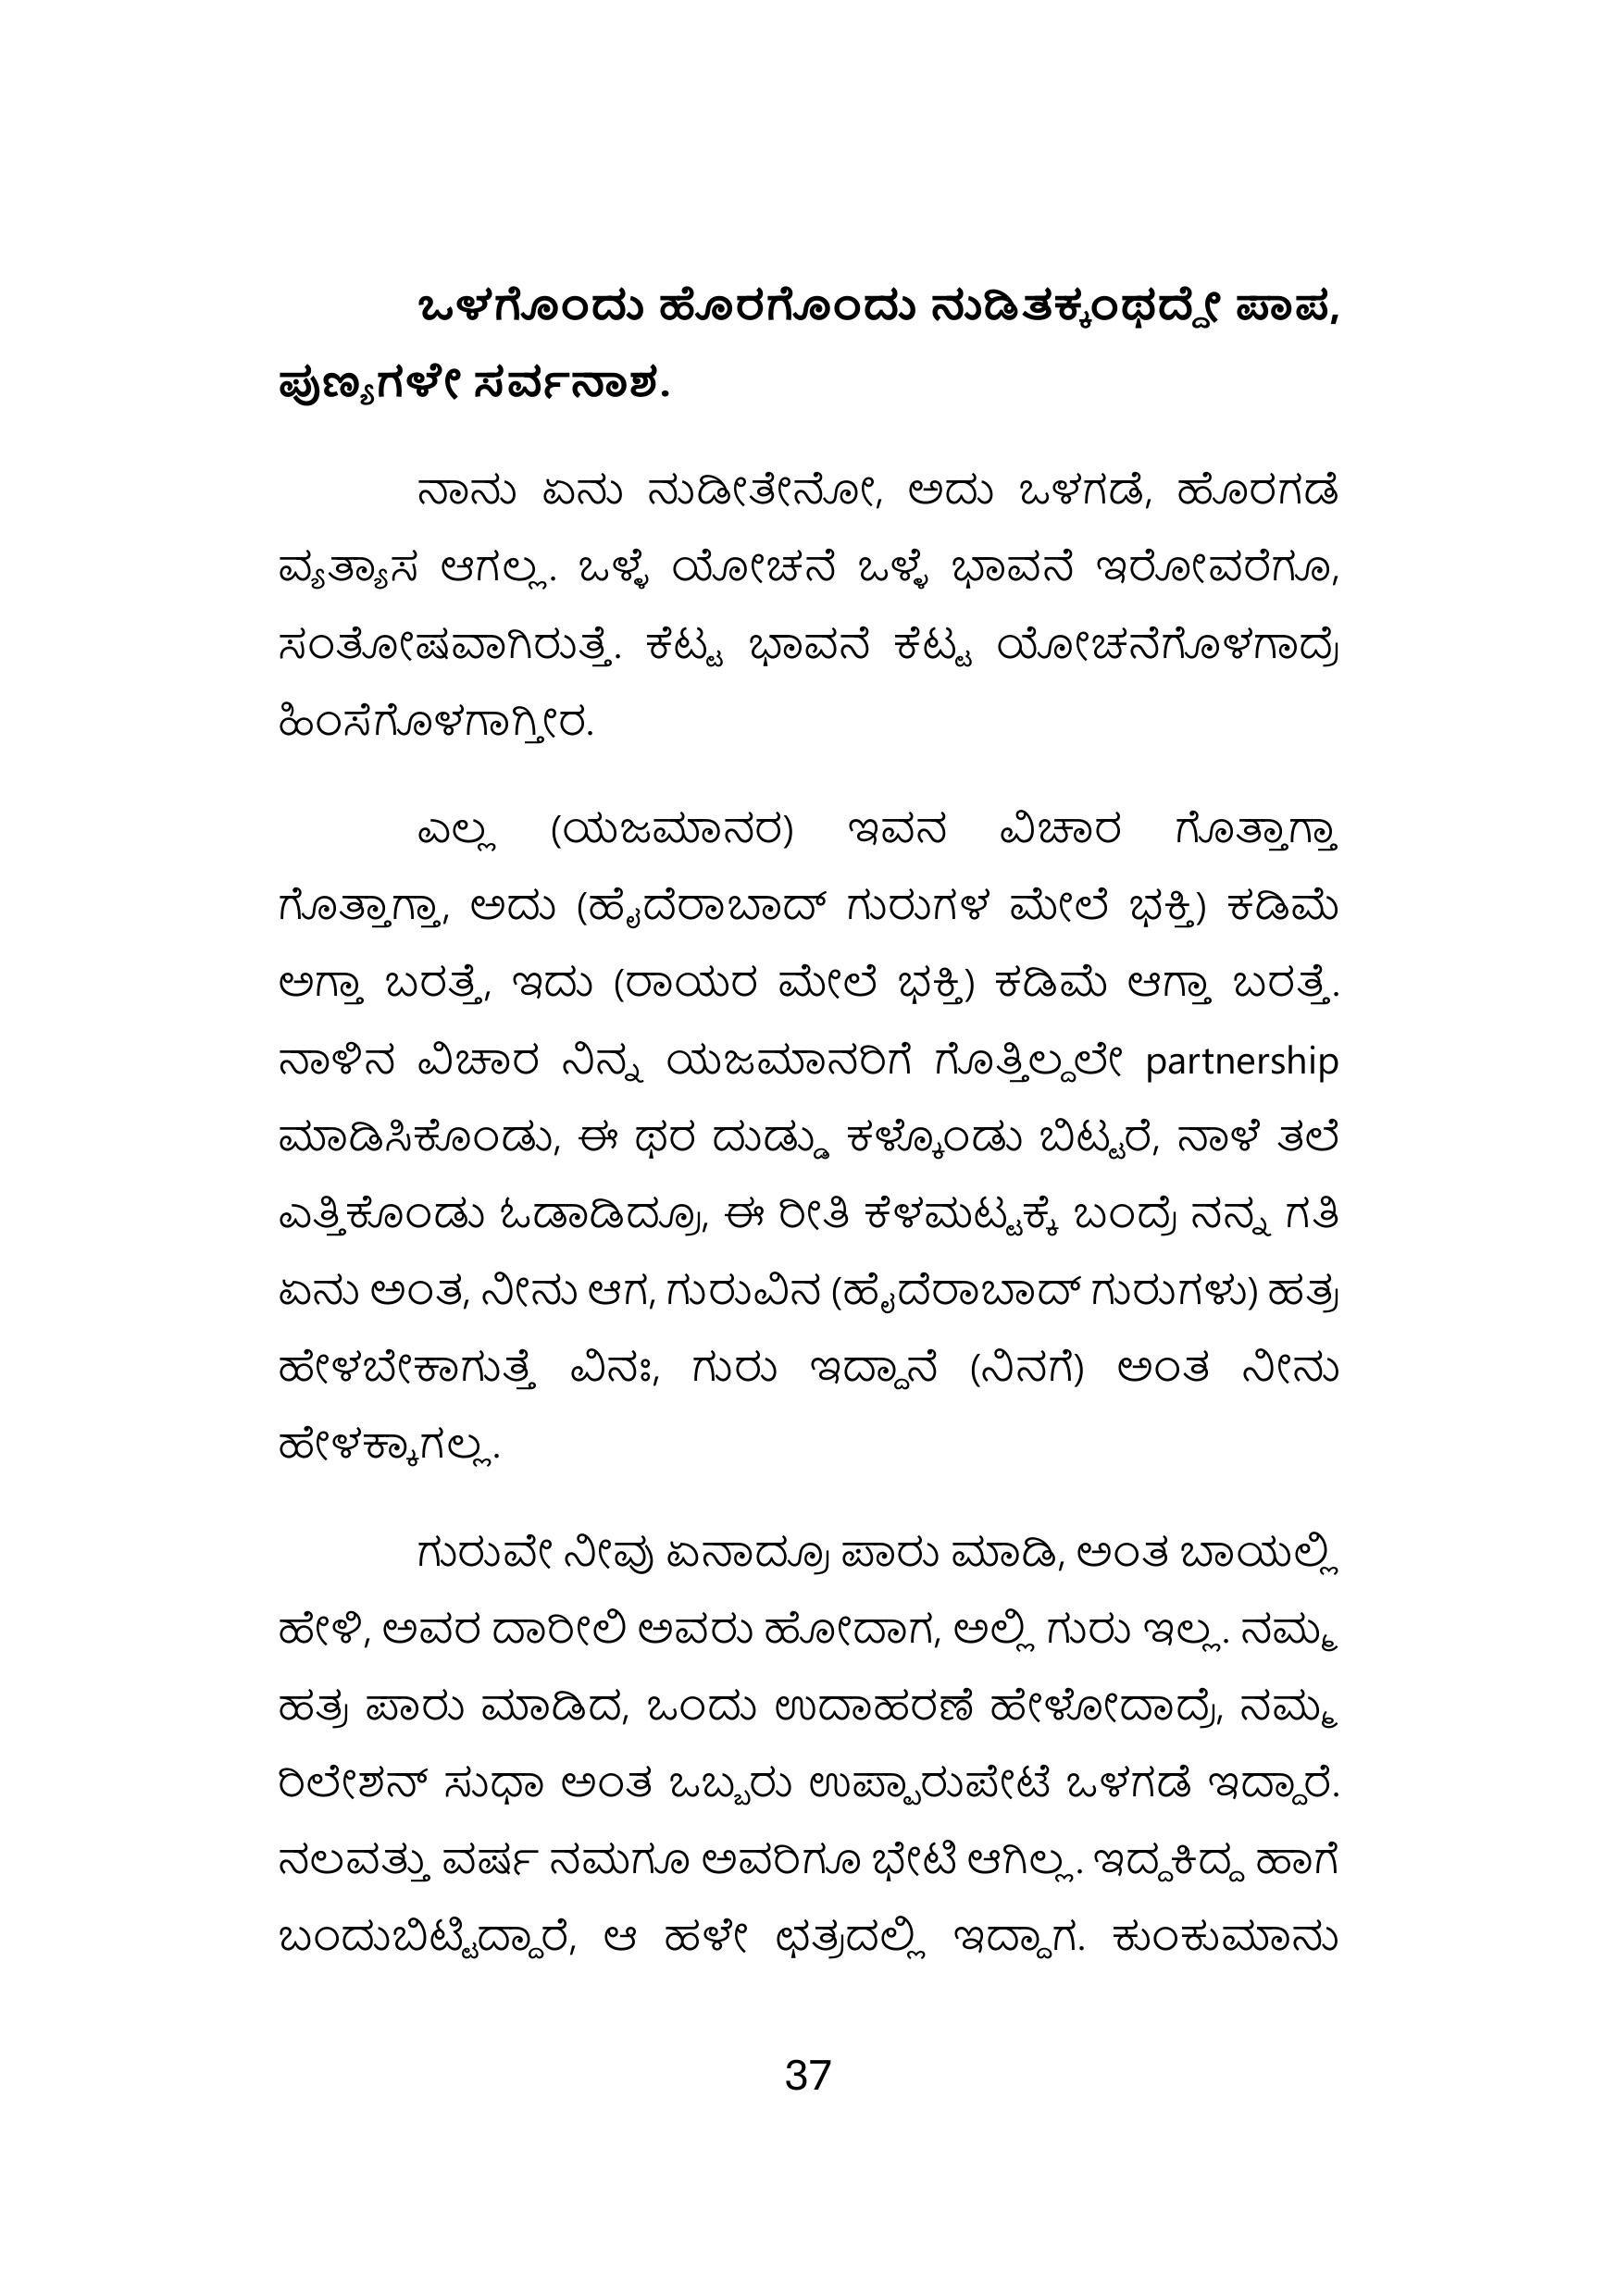 ಒಳಗೊಂದು ಹೊರಗೊಂದು ನುಡಿತಕ್ಕಂಥದ್ದೇ ಪಾಪ,
ಪುಣ್ಯಗಳೇ ಸರ್ವನಾಶ.
ನಾನು ಏನು ನುಡೀತೇನೋ, ಅದು ಒಳಗಡೆ, ಹೊರಗಡೆ
ವ್ಯತ್ಯಾಸ ಆಗಲ್ಲ. ಒಳ್ಳೆ ಯೋಚನೆ ಒಳ್ಳೆ ಭಾವನೆ ಇರೋವರೆಗೂ,
ಸಂತೋಷವಾಗಿರುತ್ತೆ. ಕೆಟ್ಟ ಭಾವನೆ ಕೆಟ್ಟ ಯೋಚನೆಗೊಳಗಾದ್ರೆ
ಹಿಂಸೆಗೊಳಗಾಗ್ತೀರ.
ಎಲ್ಲ (ಯಜಮಾನರ) ಇವನ ವಿಚಾರ ಗೊತ್ತಾಗ್ತಾ
ಗೊತ್ತಾಗ್ತಾ, ಅದು (ಹೈದೆರಾಬಾದ್ ಗುರುಗಳ ಮೇಲೆ ಭಕ್ತಿ) ಕಡಿಮೆ
ಅಗ್ತಾ ಬರತ್ತೆ, ಇದು (ರಾಯರ ಮೇಲೆ ಭಕ್ತಿ) ಕಡಿಮೆ ಆಗ್ತಾ ಬರತ್ತೆ.
ನಾಳಿನ ವಿಚಾರ ನಿನ್ನ ಯಜಮಾನರಿಗೆ ಗೊತ್ತಿಲ್ದಲೇ partnership
ಮಾಡಿಸಿಕೊಂಡು, ಈ ಥರ ದುಡ್ಡು ಕಳ್ಕೊಂಡು ಬಿಟ್ಟರೆ, ನಾಳೆ ತಲೆ
ಎತ್ತಿಕೊಂಡು ಓಡಾಡಿದ್ರೂ, ಈ ರೀತಿ ಕೆಳಮಟ್ಟಕ್ಕೆ ಬಂದ್ರೆ ನನ್ನ ಗತಿ
ಏನು ಅಂತ, ನೀನು ಆಗ, ಗುರುವಿನ (ಹೈದೆರಾಬಾದ್ ಗುರುಗಳು) ಹತ್ರ
ಹೇಳಬೇಕಾಗುತ್ತೆ ವಿನಃ, ಗುರು ಇದ್ದಾನೆ (ನಿನಗೆ) ಅಂತ ನೀನು
ಹೇಳಕ್ಕಾಗಲ್ಲ.
ಗುರುವೇ ನೀವು ಏನಾದ್ರೂ ಪಾರು ಮಾಡಿ, ಅಂತ ಬಾಯಲ್ಲಿ
ಹೇಳಿ, ಅವರ ದಾರೀಲಿ ಅವರು ಹೋದಾಗ, ಅಲ್ಲಿ ಗುರು ಇಲ್ಲ. ನಮ್ಮ
ಹತ್ರ ಪಾರು ಮಾಡಿದ, ಒಂದು ಉದಾಹರಣೆ ಹೇಳೋದಾದ್ರೆ, ನಮ್ಮ
ರಿಲೇಶನ್ ಸುಧಾ ಅಂತ ಒಬ್ಬರು ಉಪ್ಪಾರುಪೇಟೆ ಒಳಗಡೆ ಇದ್ದಾರೆ.
ನಲವತ್ತು ವರ್ಷ ನಮಗೂ ಅವರಿಗೂ ಭೇಟಿ ಆಗಿಲ್ಲ. ಇದ್ದಕಿದ್ದ ಹಾಗೆ
ಬಂದುಬಿಟ್ಟಿದ್ದಾರೆ, ಆ ಹಳೇ ಛತ್ರದಲ್ಲಿ ಇದ್ದಾಗ. ಕುಂಕುಮಾನು
37